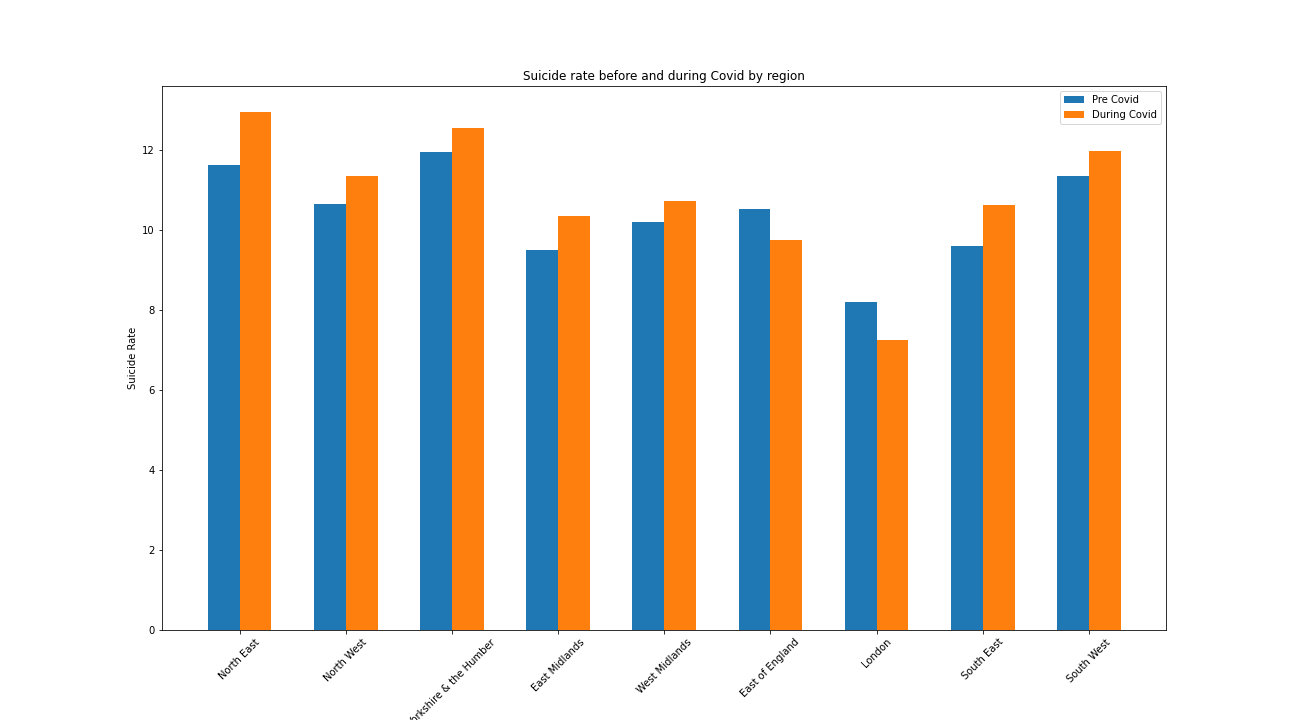 Suicide rate before and during Covid by region
Pre Covid
During Covid
Suicide Rate
12
10
8
6
4
2
0
North East
North West
& the Humber
East Midlands
West Midlands
East of England
London
South East
South West